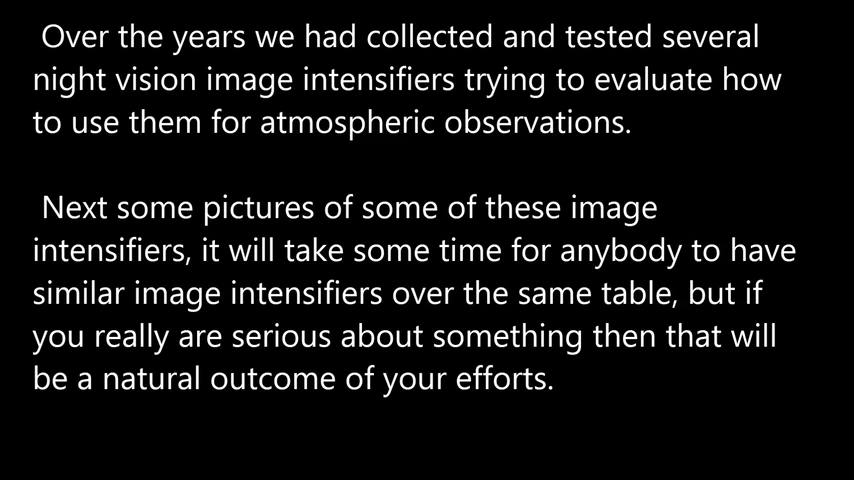 Over the years we had collected and tested several
night vision image intensifiers trying to evaluate how
to use them for atmospheric observations.
Next some pictures of some of these image
intensifiers, it will take some time for anybody to have
similar image intensifiers over the same table, but if
you really are serious about something then that will
be a natural outcome of your efforts.